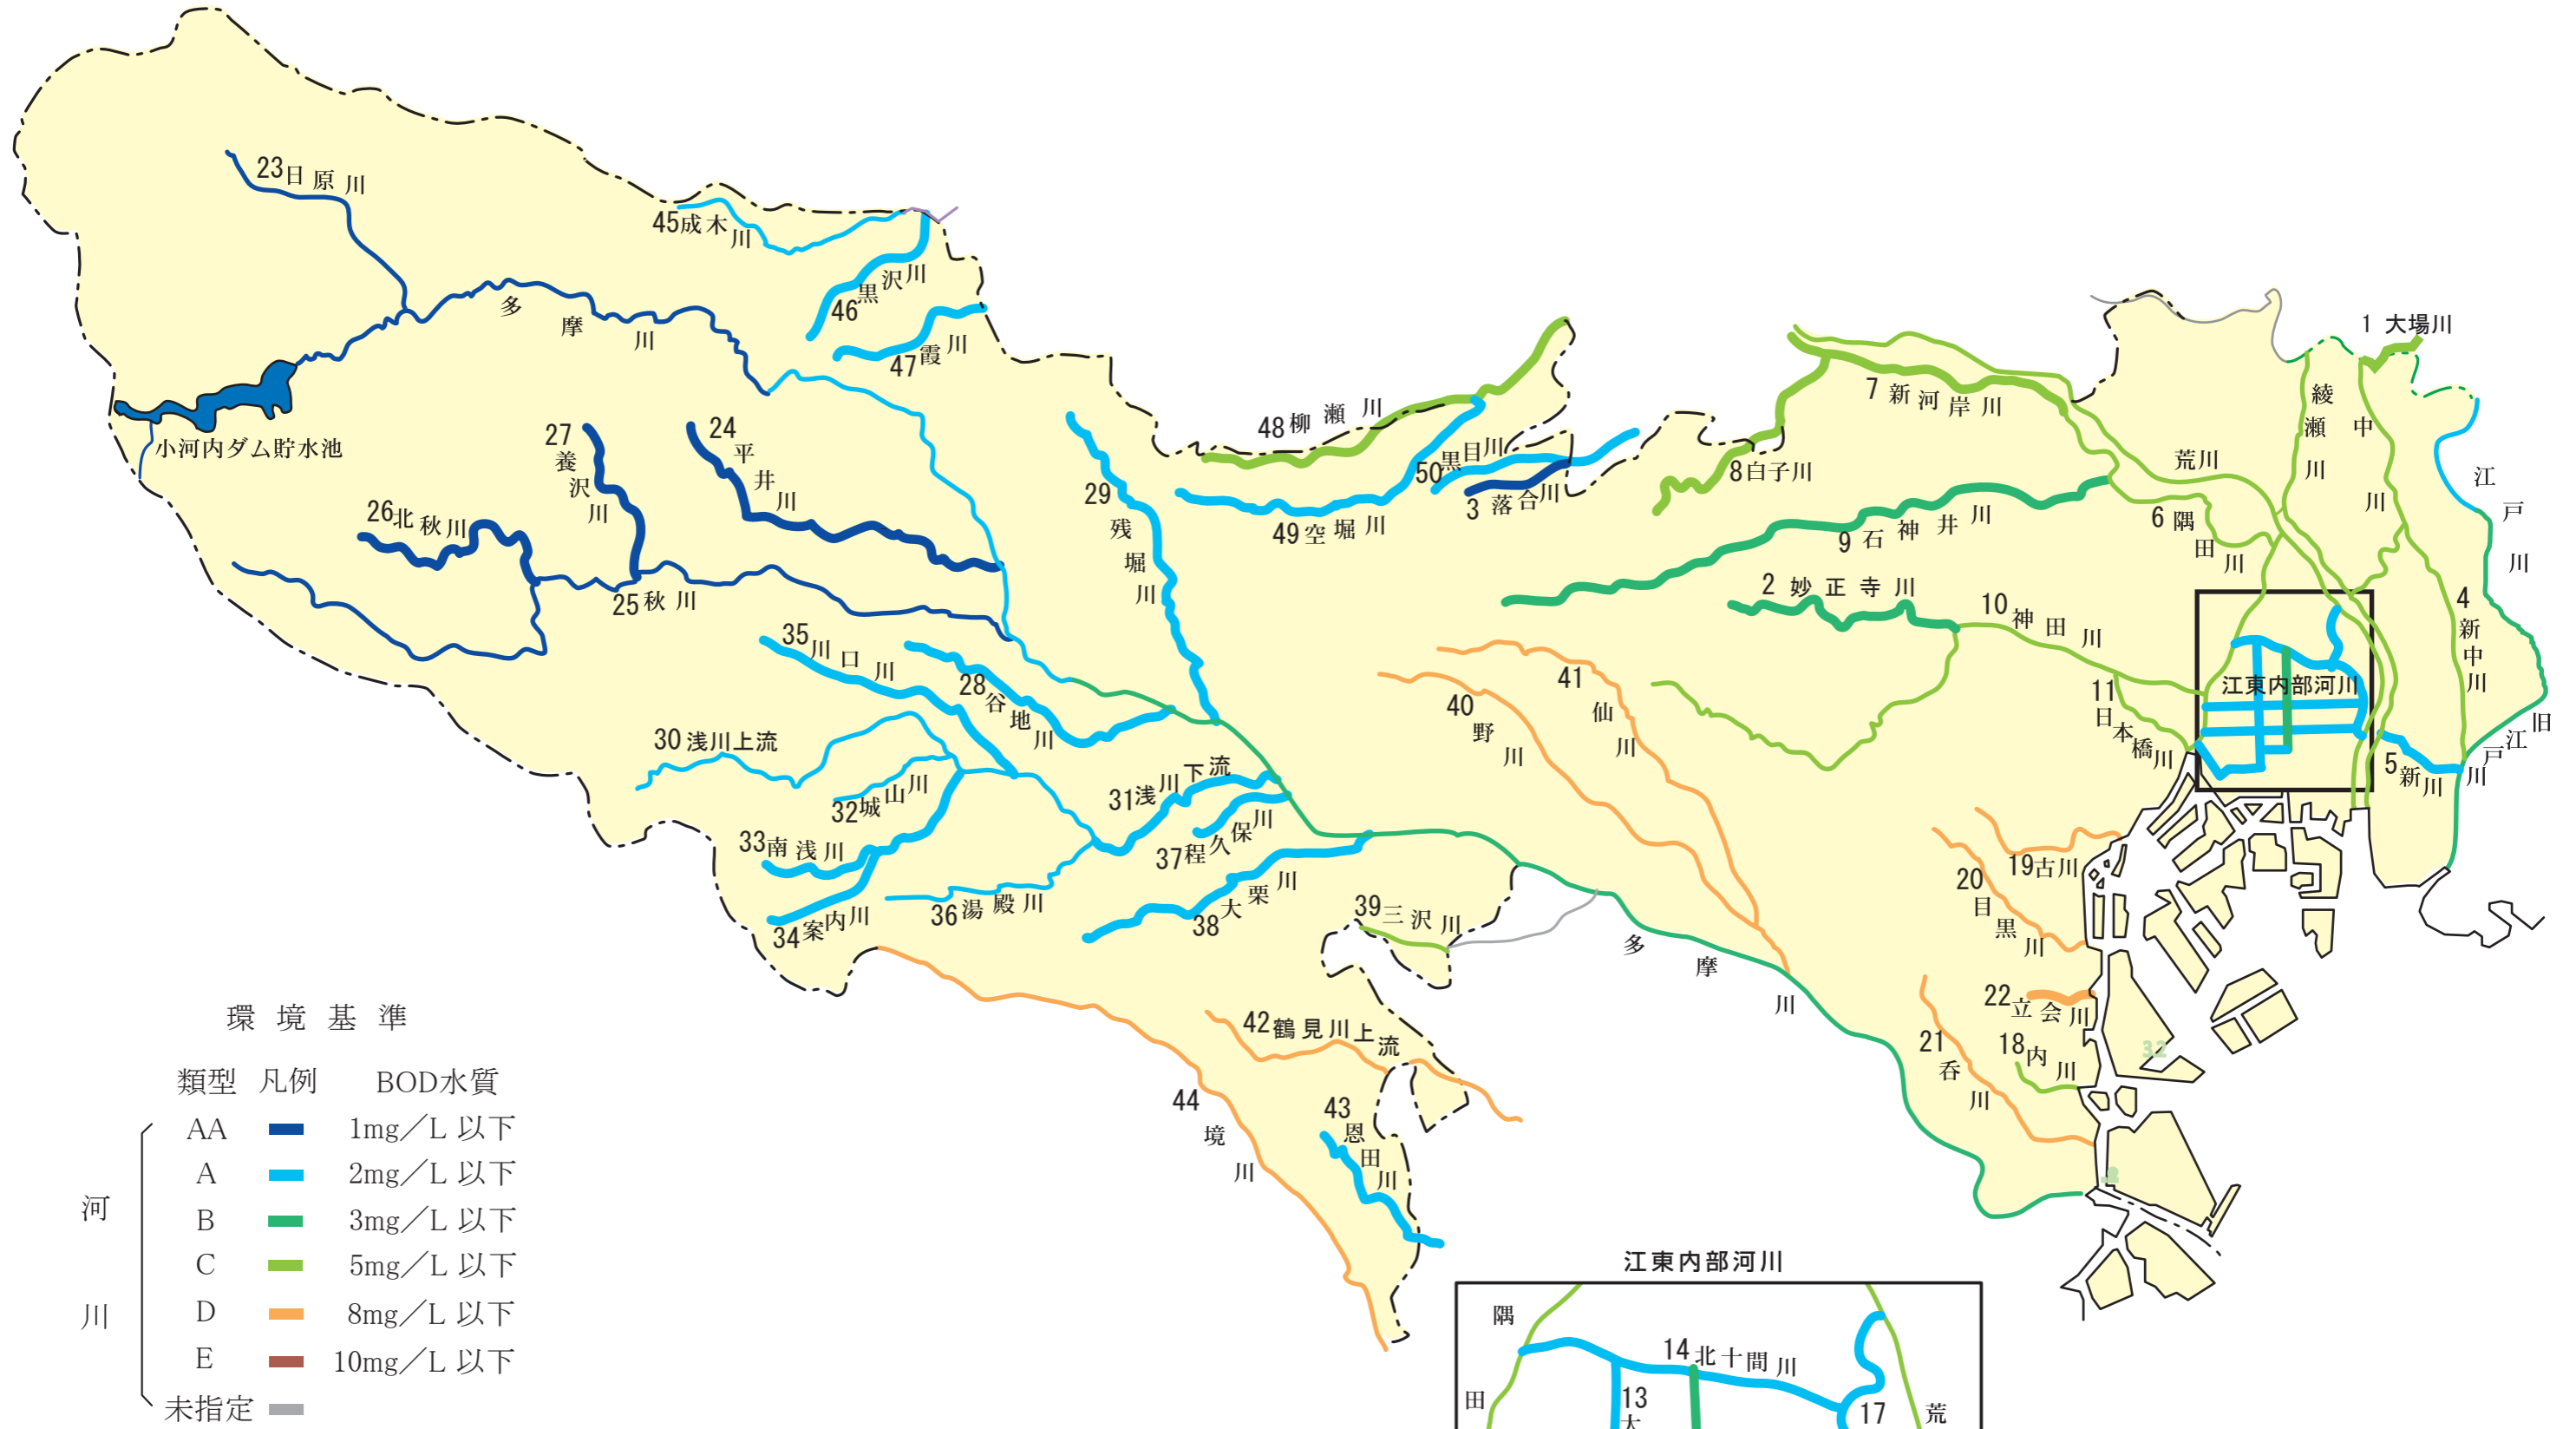 23日原川
45成木川
46黒沢川
47霞川
多摩川
小河内ダム貯水池
27養沢川
24平井川
26北秋川
25秋川
29残堀川
48柳瀬川
49空堀川
50黒目川
3落合川
8白子川
7新河岸川
1 大場川
綾瀬川
中川
荒川
6隅田川
江戸川
9石神井川
2妙正寺川
10神田川
11日本橋川
江東内部河川
4新中川
5新川
旧江戸川
35川口川
28谷地川
30浅川上流
32城山川
33南浅川
34案内川
36湯殿川
31浅川下流
37程久保川
38大栗川
39三沢川
40野川
41仙川
多摩川
19古川
20目黒川
22立会川
21呑川
18内川
32
42鶴見川上流
43恩田川
44境川
環境基準
類型 凡例 BOD水質
河川
AA 1mg／L 以下
A 2mg／L 以下
B 3mg／L 以下
C 5mg／L 以下
D 8mg／L 以下
E 10mg／L 以下
未指定
江東内部河川
隅
田
14北十間川
13
17
荒